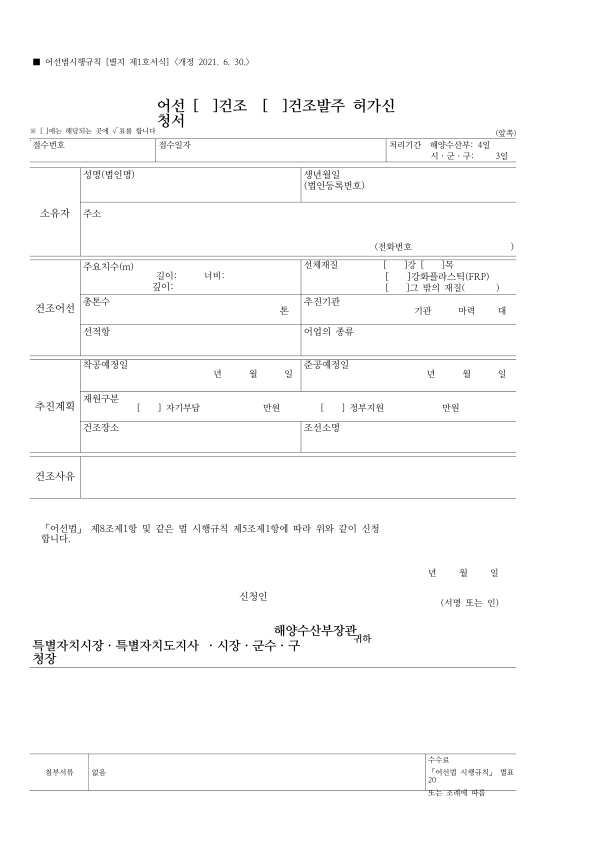 ■ 어선법시행규칙 [별지 제1호서식] <개정 2021. 6. 30.>
어선 [  ]건조  [  ]건조발주 허가신
청서
※ [ ]에는 해당되는 곳에 √표를 합니다
(앞쪽)
접수번호 접수일자 처리기간 해양수산부: 4일
시ㆍ군ㆍ구: 3일
소유자
성명(법인명) 생년월일
(법인등록번호)
주소
(전화번호 )
건조어선
주요치수(m) 선체재질 [  ]강 [  ]목
길이: 너비: [  ]강화플라스틱(FRP)
깊이: [  ]그 밖의 재질( )
총톤수 추진기관
톤 기관 마력 대
선적항 어업의 종류
추진계획
착공예정일 준공예정일
년 월 일 년 월 일
재원구분
[  ] 자기부담 만원 [  ] 정부지원 만원
건조장소 조선소명
건조사유
「어선법」 제8조제1항 및 같은 법 시행규칙 제5조제1항에 따라 위와 같이 신청
합니다.
년 월 일
신청인
(서명 또는 인)
해양수산부장관
귀하
특별자치시장ㆍ특별자치도지사 ㆍ시장ㆍ군수ㆍ구
청장
첨부서류 없음
수수료
「어선법 시행규칙」 별표
20
또는 조례에 따름